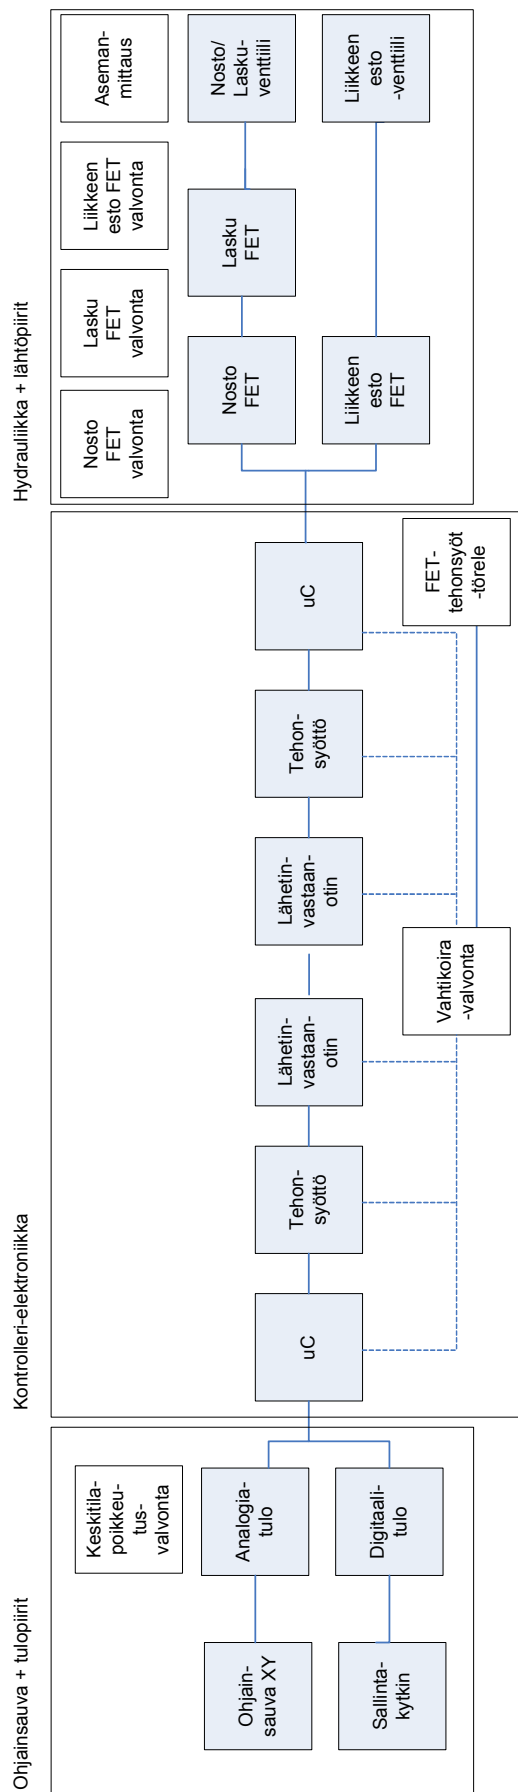 Ohjainsauva + tulopiirit
Keskitila-
poikkeu-
tus-
valvonta
Ohjain-
sauva XY
Analogia-
tulo
Sallinta-
kytkin
Digitaali-
tulo
Kontrolleri-elektroniikka
uC
Tehon-
syöttö
Lähetin-
vastaan-
otin
Lähetin-
vastaan-
otin
Tehon-
syöttö
uC
Vahtikoira
-valvonta
FET-
tehonsyöt
-törele
Hydrauliikka + lähtöpiirit
Nosto
FET
valvonta
Lasku
FET
valvonta
Liikkeen
esto FET
valvonta
Aseman-
mittaus
Nosto
FET
Lasku
FET
Nosto/
Lasku-
venttiili
Liikkeen
esto
FET
Liikkeen
esto
-venttiili